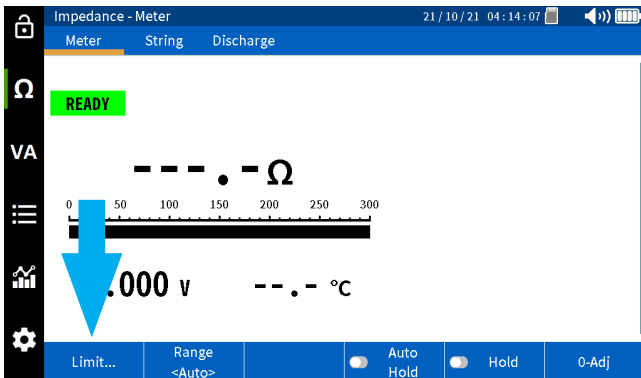 Impedance - Meter 21/10/21 04:14:07
Meter String Discharge
Ω
READY
VA
---.-Ω
0 50 100 150 200 250 300
.000 V --.- °C
Limit... Range <Auto> Auto Hold Hold 0-Adj